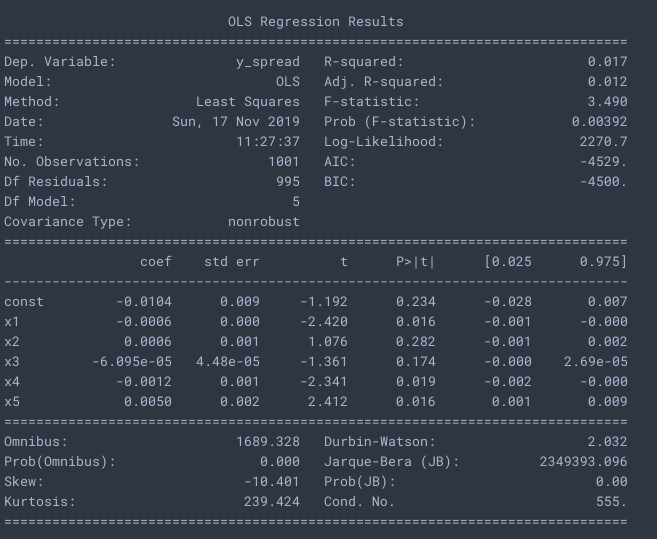 OLS Regression Results
==============================================================================
Dep. Variable:               y_spread   R-squared:                       0.017
Model:                            OLS   Adj. R-squared:                  0.012
Method:                 Least Squares   F-statistic:                     3.490
Date:                Sun, 17 Nov 2019   Prob (F-statistic):            0.00392
Time:                        11:27:37   Log-Likelihood:                 2270.7
No. Observations:                1001   AIC:                            -4529.
Df Residuals:                     995   BIC:                            -4500.
Df Model:                           5
Covariance Type:            nonrobust
==============================================================================
                 coef    std err          t      P>|t|      [0.025      0.975]
------------------------------------------------------------------------------
const         -0.0104      0.009     -1.192      0.234      -0.028       0.007
x1            -0.0006      0.000     -2.420      0.016      -0.001      -0.000
x2             0.0006      0.001      1.076      0.282      -0.001       0.002
x3         -6.095e-05   4.48e-05     -1.361      0.174      -0.000    2.69e-05
x4            -0.0012      0.001     -2.341      0.019      -0.002      -0.000
x5             0.0050      0.002      2.412      0.016       0.001       0.009
==============================================================================
Omnibus:                     1689.328   Durbin-Watson:                   2.032
Prob(Omnibus):                  0.000   Jarque-Bera (JB):          2349393.096
Skew:                         -10.401   Prob(JB):                         0.00
Kurtosis:                     239.424   Cond. No.                         555.
==============================================================================